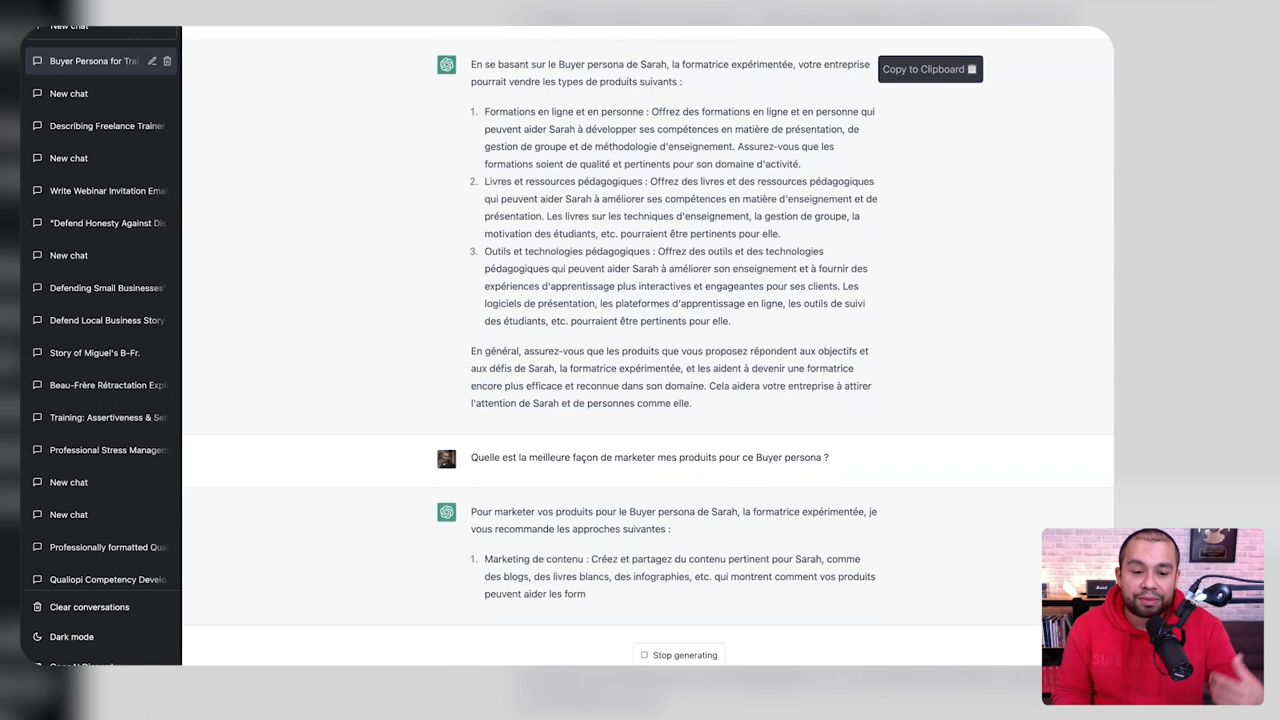 New chat
Buyer Persona for Trai
New chat
Describing Freelance Trainer
New chat
Write Webinar Invitation Ema
"Defend Honesty Against Dis
New chat
Defending Small Businesses'
Defend Local Business Story
Story of Miguel's B-Fr.
Beau-Frère Rétractation Expl
Training: Assertiveness & Sel
Professional Stress Managem
New chat
New chat
Professionally formatted Qua
Qualiopi Competency Develo
Clear conversations
Dark mode
En se basant sur le Buyer persona de Sarah, la formatrice expérimentée, votre entreprise
pourrait vendre les types de produits suivants :
Copy to Clipboard
1. Formations en ligne et en personne : Offrez des formations en ligne et en personne qui
peuvent aider Sarah à développer ses compétences en matière de présentation, de
gestion de groupe et de méthodologie d'enseignement. Assurez-vous que les
formations soient de qualité et pertinents pour son domaine d'activité.
2. Livres et ressources pédagogiques : Offrez des livres et des ressources pédagogiques
qui peuvent aider Sarah à améliorer ses compétences en matière d'enseignement et de
présentation. Les livres sur les techniques d'enseignement, la gestion de groupe, la
motivation des étudiants, etc. pourraient être pertinents pour elle.
3. Outils et technologies pédagogiques : Offrez des outils et des technologies
pédagogiques qui peuvent aider Sarah à améliorer son enseignement et à fournir des
expériences d'apprentissage plus interactives et engageantes pour ses clients. Les
logiciels de présentation, les plateformes d'apprentissage en ligne, les outils de suivi
des étudiants, etc. pourraient être pertinents pour elle.
En général, assurez-vous que les produits que vous proposez répondent aux objectifs et
aux défis de Sarah, la formatrice expérimentée, et les aident à devenir une formatrice
encore plus efficace et reconnue dans son domaine. Cela aidera votre entreprise à attirer
l'attention de Sarah et de personnes comme elle.
Quelle est la meilleure façon de marketer mes produits pour ce Buyer persona ?
Pour marketer vos produits pour le Buyer persona de Sarah, la formatrice expérimentée, je
vous recommande les approches suivantes :
1. Marketing de contenu : Créez et partagez du contenu pertinent pour Sarah, comme
des blogs, des livres blancs, des infographies, etc. qui montrent comment vos produits
peuvent aider les form
Stop generating